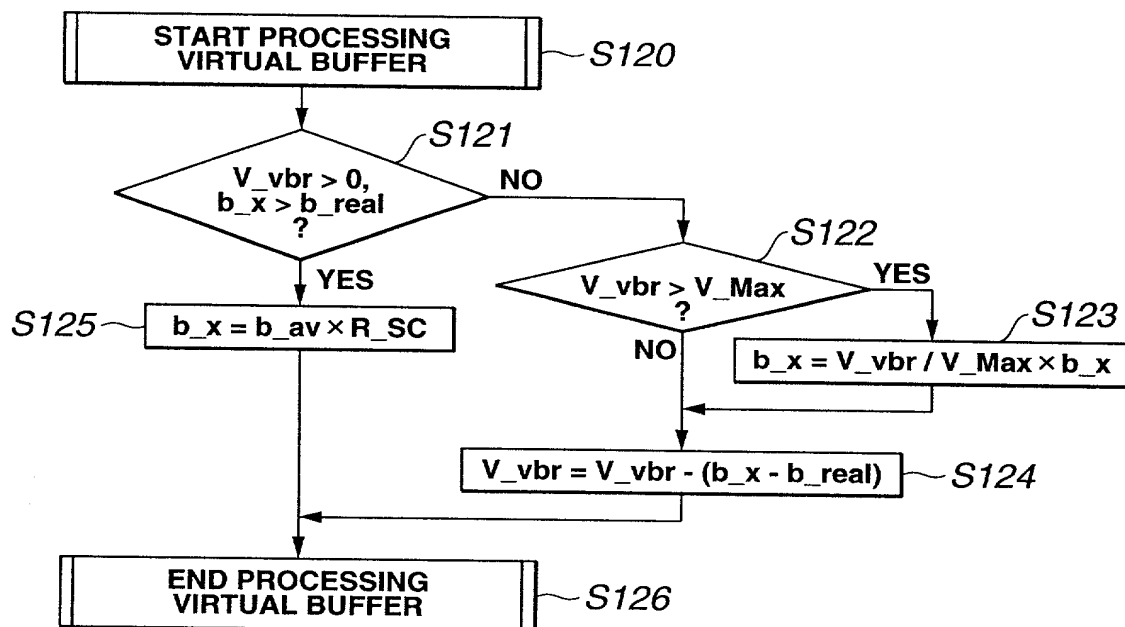 START PROCESSING
VIRTUAL BUFFER
S120
S121
V_vbr > 0,
b_x > b_real
?
NO
YES
S122
V_vbr > V_Max
?
YES
NO
S123
b_x = V_vbr / V_Max × b_x
S125
b_x = b_av × R_SC
V_vbr = V_vbr - (b_x - b_real)
S124
END PROCESSING
VIRTUAL BUFFER
S126